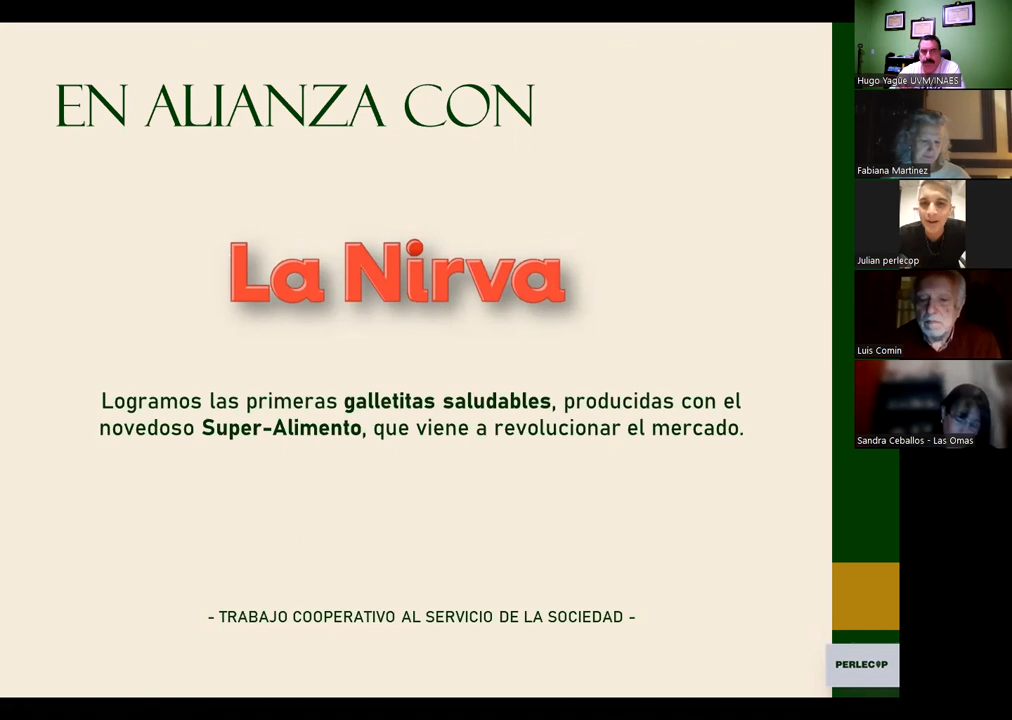 EN ALIANZA CON
La Nirva
Logramos las primeras galletitas saludables, producidas con el
novedoso Super-Alimento, que viene a revolucionar el mercado.
- TRABAJO COOPERATIVO AL SERVICIO DE LA SOCIEDAD -
PERLECOP
Hugo Yagüe UVM/INAES
Fabiana Martinez
Julian perlecop
Luis Comin
Sandra Ceballos - Las Omas